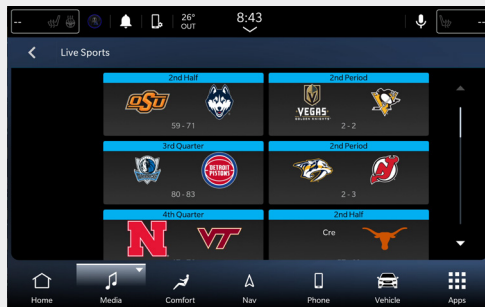 --
26°
OUT
8:43
--
Live Sports
2nd Half
OSU
59 - 71
2nd Period
VEGAS
GOLDEN KNIGHTS
2 - 2
3rd Quarter
DETROIT
PISTONS
80 - 83
2nd Period
2 - 3
4th Quarter
N
VT
2nd Half
Cre
Home
Media
Comfort
Nav
Phone
Vehicle
Apps